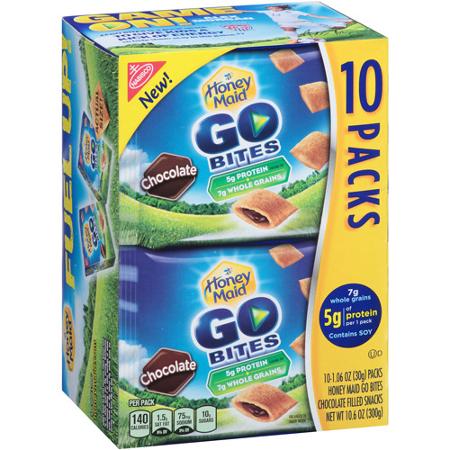 GAME
ON!
ALEX
MORGAN
FUEL UP!
NABISCO
New!
Honey
Maid
GO
BITES
Chocolate
5g PROTEIN
7g WHOLE GRAINS
10 PACKS
Honey
Maid
GO
BITES
Chocolate
5g PROTEIN
7g WHOLE GRAINS
7g
whole grains
5g of
protein
per 1 pack
Contains SOY
PER PACK
140
CALORIES
1.5g
SAT FAT
75mg
SODIUM
10g
SUGARS
10-1.06 OZ (30g) PACKS
HONEY MAID GO BITES
CHOCOLATE FILLED SNACKS
NET WT 10.6 OZ (300g)